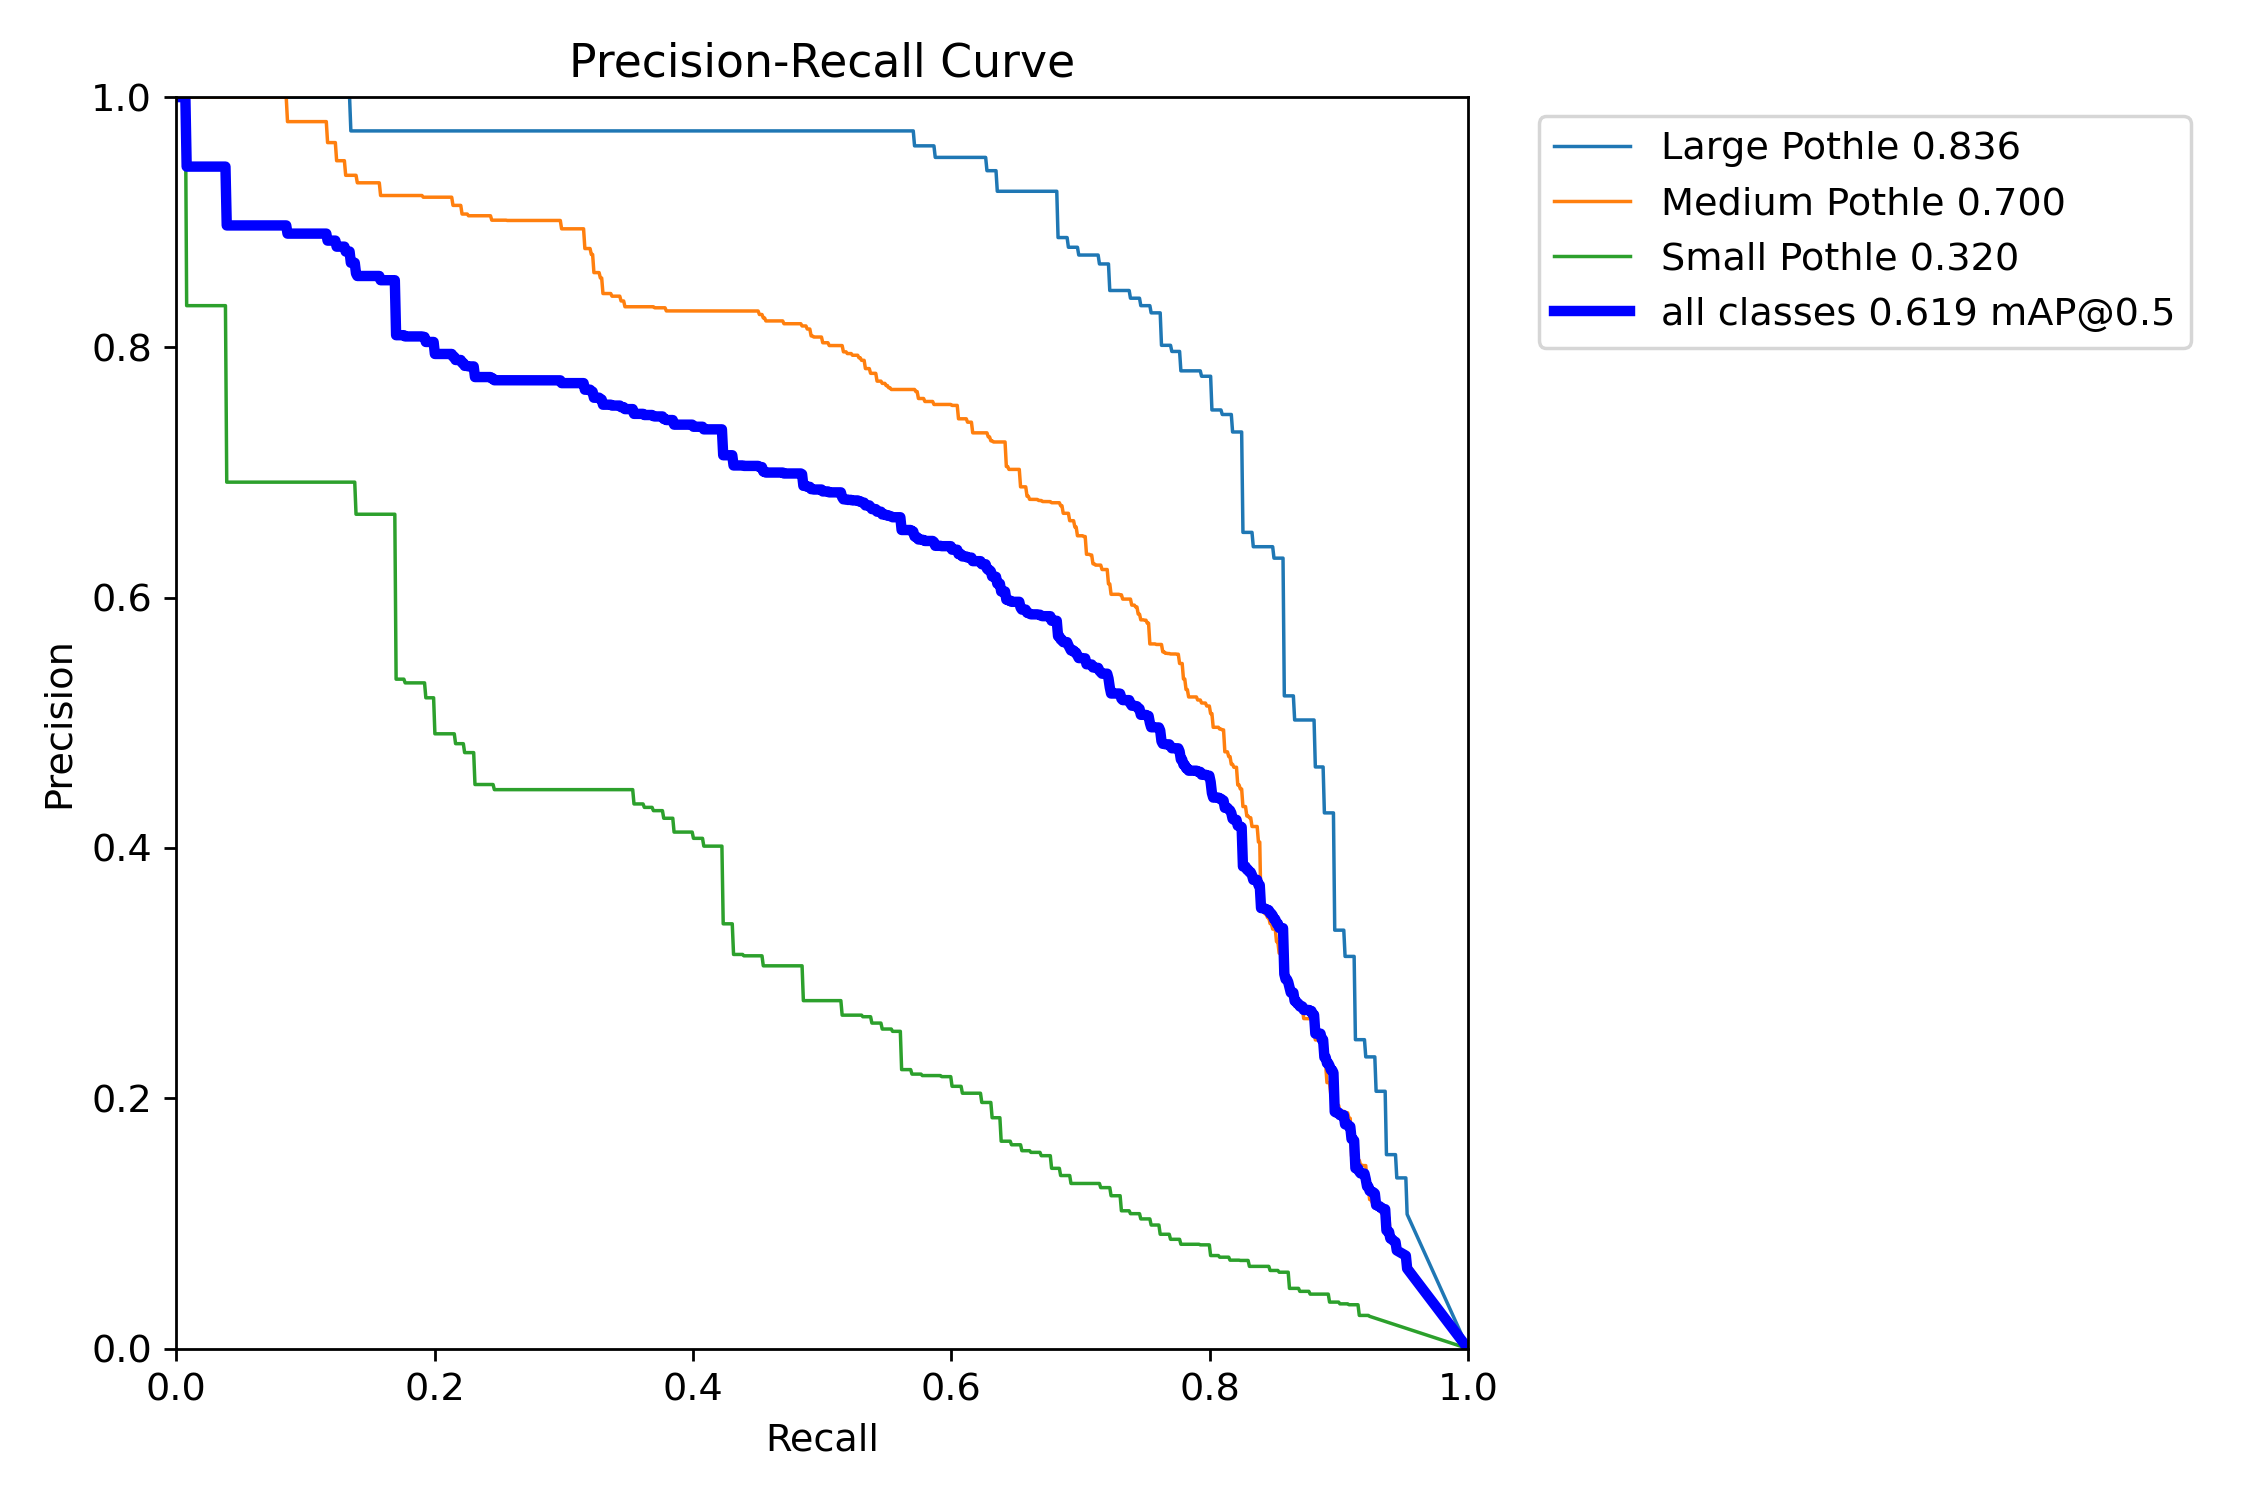 Precision-Recall Curve
1.0
0.8
0.6
0.4
0.2
0.0
Precision
0.0 0.2 0.4 0.6 0.8 1.0
Recall
Large Pothle 0.836
Medium Pothle 0.700
Small Pothle 0.320
all classes 0.619 mAP@0.5